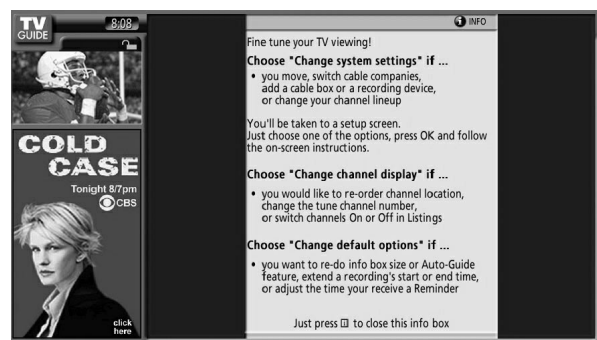 TV
GUIDE
8:08
INFO
Fine tune your TV viewing!
Choose "Change system settings" if ...
• you move, switch cable companies,
add a cable box or a recording device,
or change your channel lineup
You'll be taken to a setup screen.
Just choose one of the options, press OK and follow
the on-screen instructions.
Choose "Change channel display" if ...
• you would like to re-order channel location,
change the tune channel number,
or switch channels On or Off in Listings
Choose "Change default options" if ...
• you want to re-do info box size or Auto-Guide
feature, extend a recording's start or end time,
or adjust the time your receive a Reminder
Just press i to close this info box
COLD
CASE
Tonight 8/7pm
CBS
click
here